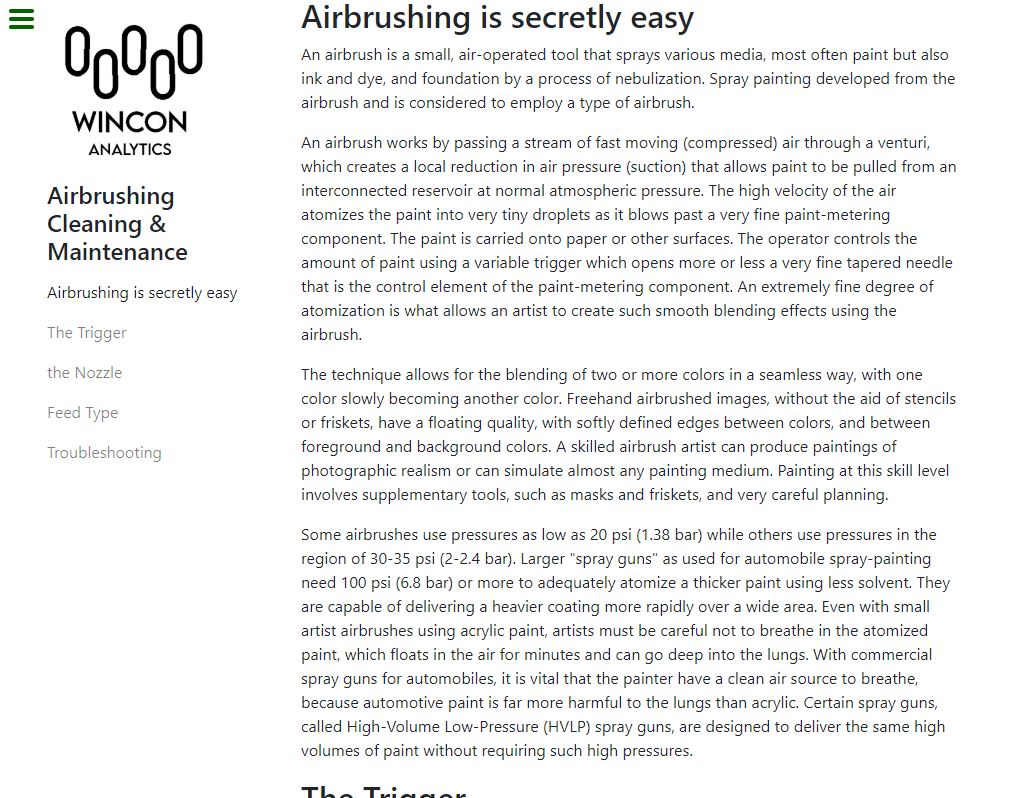 WINCON
ANALYTICS
Airbrushing
Cleaning &
Maintenance
Airbrushing is secretly easy
The Trigger
the Nozzle
Feed Type
Troubleshooting
Airbrushing is secretly easy
An airbrush is a small, air-operated tool that sprays various media, most often paint but also
ink and dye, and foundation by a process of nebulization. Spray painting developed from the
airbrush and is considered to employ a type of airbrush.
An airbrush works by passing a stream of fast moving (compressed) air through a venturi,
which creates a local reduction in air pressure (suction) that allows paint to be pulled from an
interconnected reservoir at normal atmospheric pressure. The high velocity of the air
atomizes the paint into very tiny droplets as it blows past a very fine paint-metering
component. The paint is carried onto paper or other surfaces. The operator controls the
amount of paint using a variable trigger which opens more or less a very fine tapered needle
that is the control element of the paint-metering component. An extremely fine degree of
atomization is what allows an artist to create such smooth blending effects using the
airbrush.
The technique allows for the blending of two or more colors in a seamless way, with one
color slowly becoming another color. Freehand airbrushed images, without the aid of stencils
or friskets, have a floating quality, with softly defined edges between colors, and between
foreground and background colors. A skilled airbrush artist can produce paintings of
photographic realism or can simulate almost any painting medium. Painting at this skill level
involves supplementary tools, such as masks and friskets, and very careful planning.
Some airbrushes use pressures as low as 20 psi (1.38 bar) while others use pressures in the
region of 30-35 psi (2-2.4 bar). Larger "spray guns" as used for automobile spray-painting
need 100 psi (6.8 bar) or more to adequately atomize a thicker paint using less solvent. They
are capable of delivering a heavier coating more rapidly over a wide area. Even with small
artist airbrushes using acrylic paint, artists must be careful not to breathe in the atomized
paint, which floats in the air for minutes and can go deep into the lungs. With commercial
spray guns for automobiles, it is vital that the painter have a clean air source to breathe,
because automotive paint is far more harmful to the lungs than acrylic. Certain spray guns,
called High-Volume Low-Pressure (HVLP) spray guns, are designed to deliver the same high
volumes of paint without requiring such high pressures.
The Trigger